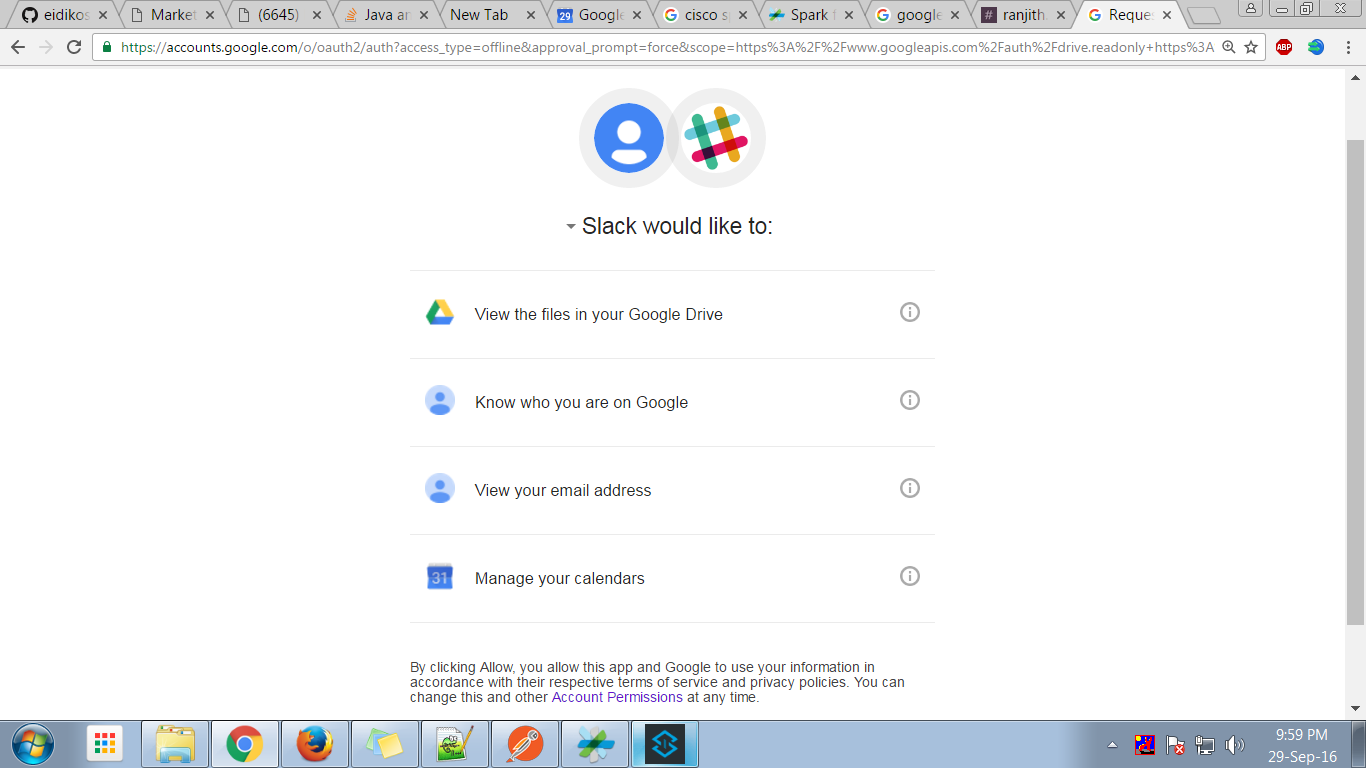 eidikos
Market
(6645)
Java an
New Tab
29
Google
cisco sp
Spark f
google
# ranjith.
Reques
https://accounts.google.com/o/oauth2/auth?access_type=offline&approval_prompt=force&scope=https%3A%2F%2Fwww.googleapis.com%2Fauth%2Fdrive.readonly+https%3A
ABP
Slack would like to:
View the files in your Google Drive
Know who you are on Google
View your email address
31
Manage your calendars
By clicking Allow, you allow this app and Google to use your information in
accordance with their respective terms of service and privacy policies. You can
change this and other Account Permissions at any time.
9:59 PM
29-Sep-16